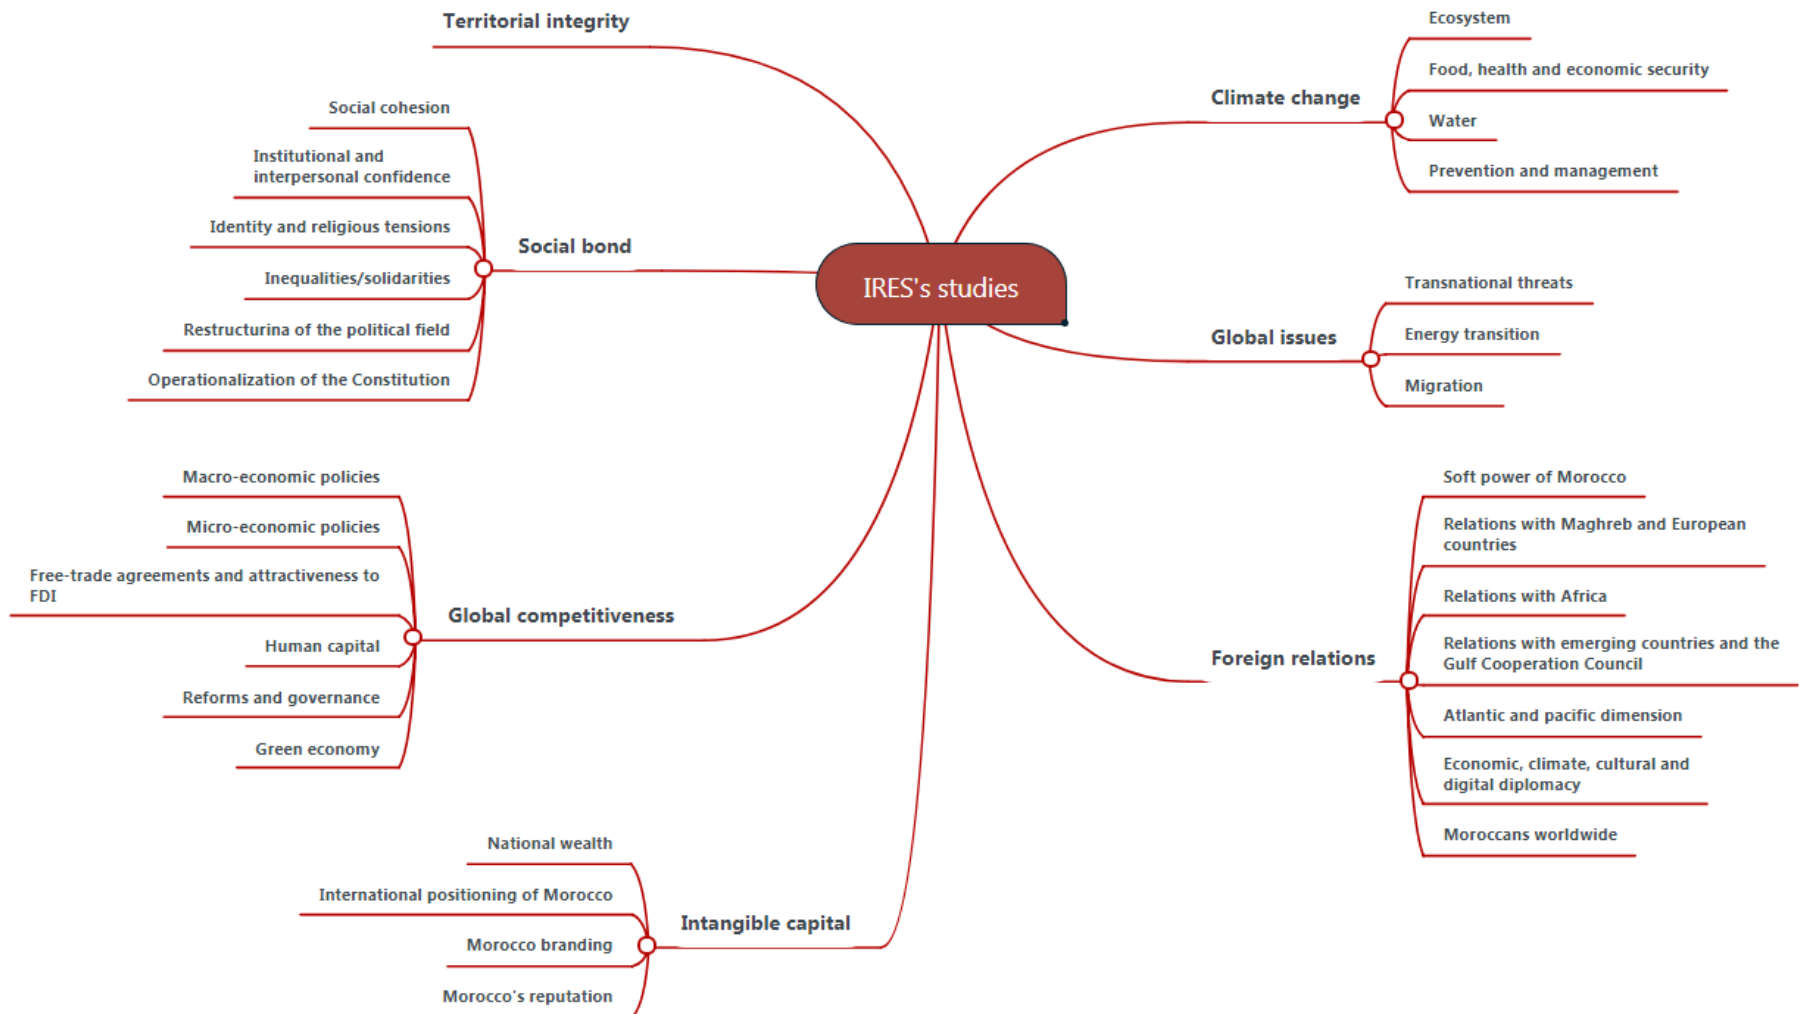 Territorial integrity
Social cohesion
Institutional and
interpersonal confidence
Identity and religious tensions
Social bond
Inequalities/solidarities
Restructurina of the political field
Operationalization of the Constitution
Macro-economic policies
Micro-economic policies
Free-trade agreements and attractiveness to
FDI
Global competitiveness
Human capital
Reforms and governance
Green economy
National wealth
International positioning of Morocco
Intangible capital
Morocco branding
Morocco's reputation
IRES's studies
Ecosystem
Food, health and economic security
Climate change
Water
Prevention and management
Transnational threats
Energy transition
Global issues
Migration
Soft power of Morocco
Relations with Maghreb and European
countries
Relations with Africa
Relations with emerging countries and the
Gulf Cooperation Council
Foreign relations
Atlantic and pacific dimension
Economic, climate, cultural and
digital diplomacy
Moroccans worldwide